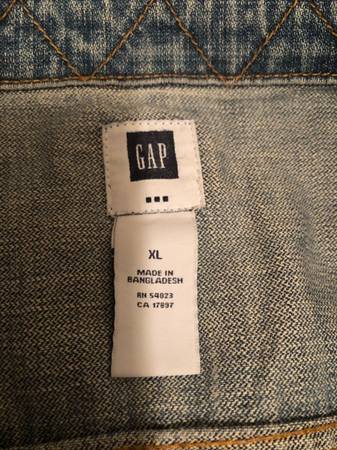 GAP
XL
MADE IN
BANGLADESH
RN 54023
CA 17897